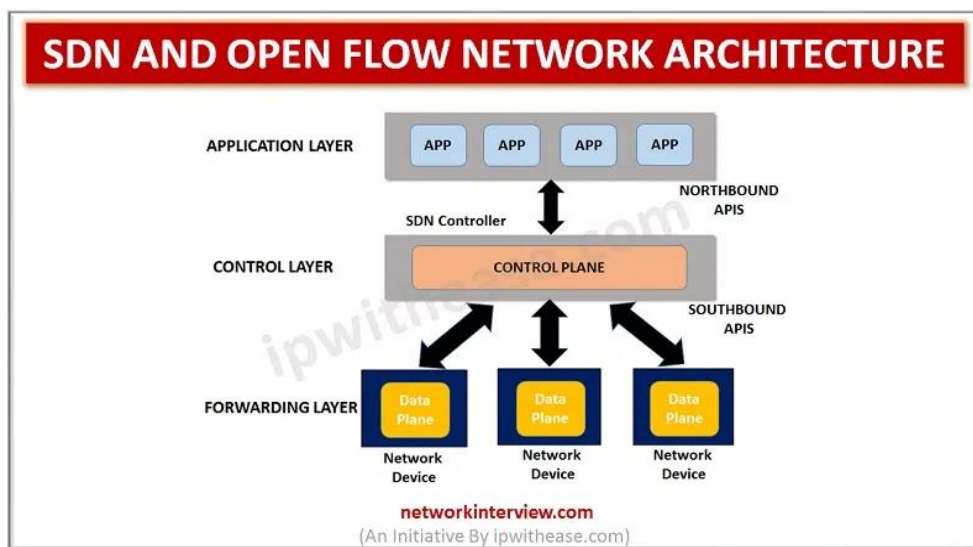 SDN AND OPEN FLOW NETWORK ARCHITECTURE
APPLICATION LAYER
APP
APP
APP
APP
NORTHBOUND
APIS
SDN Controller
CONTROL LAYER
CONTROL PLANE
SOUTHBOUND
APIS
ipwithease.com
FORWARDING LAYER
Data
Plane
Data
Plane
Data
Plane
Network
Device
Network
Device
Network
Device
networkinterview.com
(An Initiative By ipwithease.com)